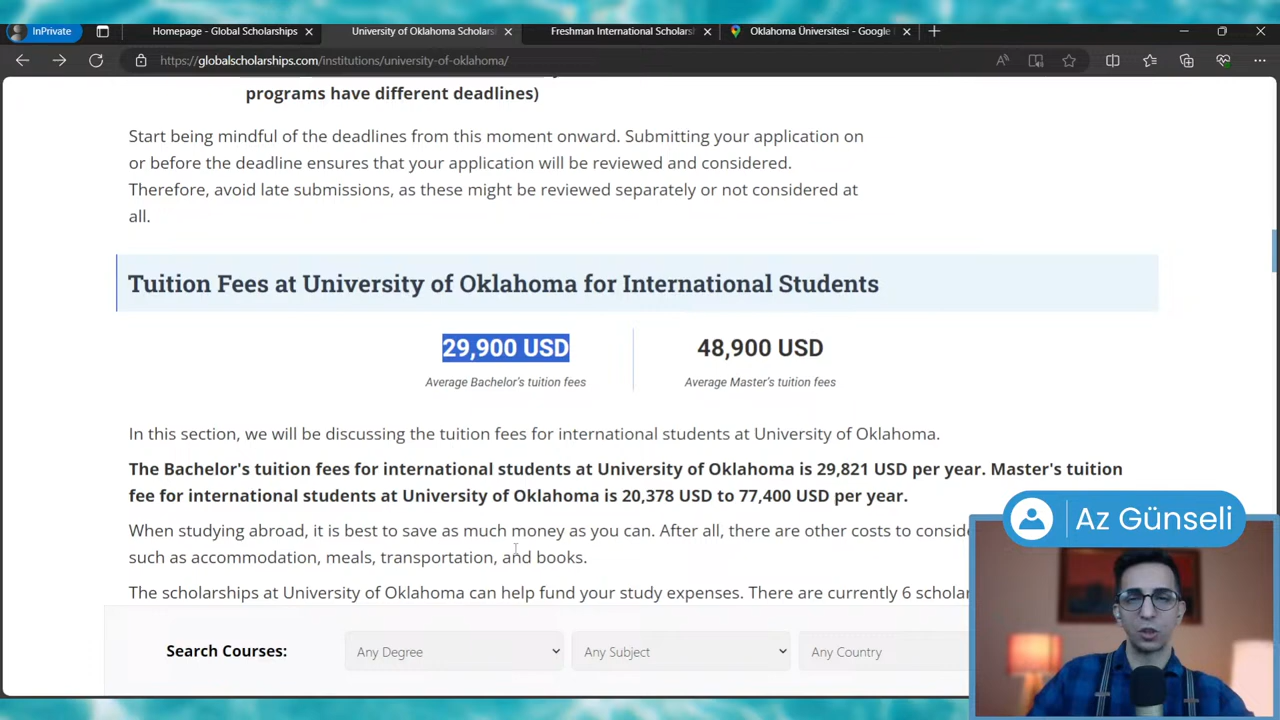 InPrivate
Homepage - Global Scholarships
University of Oklahoma Scholars
Freshman International Scholars
Oklahoma Üniversitesi - Google
https://globalscholarships.com/institutions/university-of-oklahoma/
programs have different deadlines)
Start being mindful of the deadlines from this moment onward. Submitting your application on
or before the deadline ensures that your application will be reviewed and considered.
Therefore, avoid late submissions, as these might be reviewed separately or not considered at
all.
Tuition Fees at University of Oklahoma for International Students
29,900 USD
48,900 USD
Average Bachelor's tuition fees
Average Master's tuition fees
In this section, we will be discussing the tuition fees for international students at University of Oklahoma.
The Bachelor's tuition fees for international students at University of Oklahoma is 29,821 USD per year. Master's tuition
fee for international students at University of Oklahoma is 20,378 USD to 77,400 USD per year.
When studying abroad, it is best to save as much money as you can. After all, there are other costs to conside
such as accommodation, meals, transportation, and books.
The scholarships at University of Oklahoma can help fund your study expenses. There are currently 6 scholar
Az Günseli
Search Courses:
Any Degree
Any Subject
Any Country